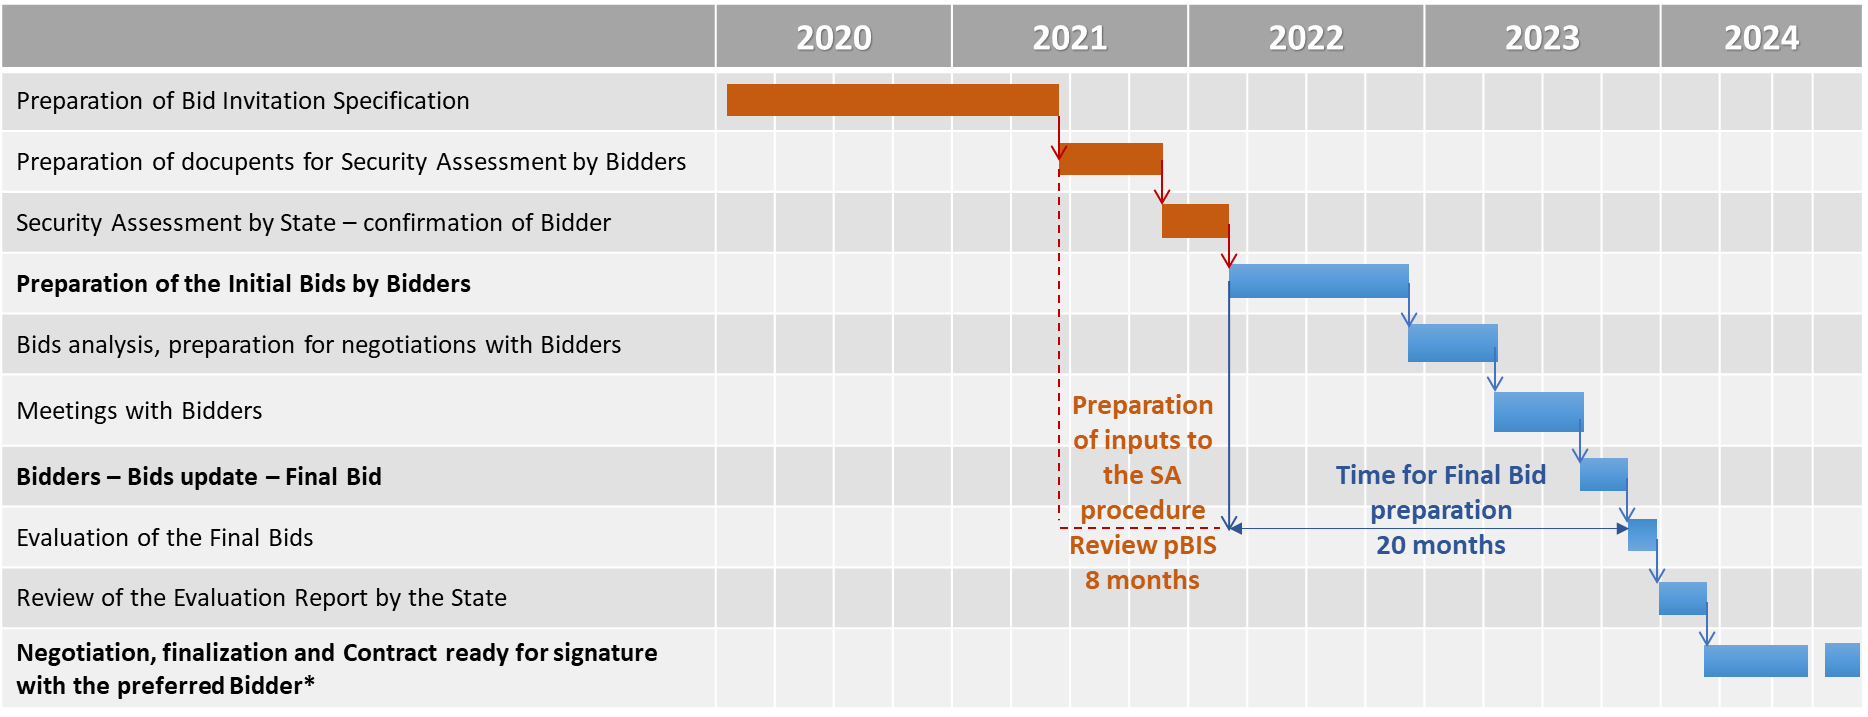 2020 2021 2022 2023 2024
Preparation of Bid Invitation Specification
Preparation of docupents for Security Assessment by Bidders
Security Assessment by State – confirmation of Bidder
Preparation of the Initial Bids by Bidders
Bids analysis, preparation for negotiations with Bidders
Meetings with Bidders
Bidders – Bids update – Final Bid
Evaluation of the Final Bids
Review of the Evaluation Report by the State
Negotiation, finalization and Contract ready for signature
with the preferred Bidder*
Preparation
of inputs to
the SA
procedure
Review pBIS
8 months
Time for Final Bid
preparation
20 months